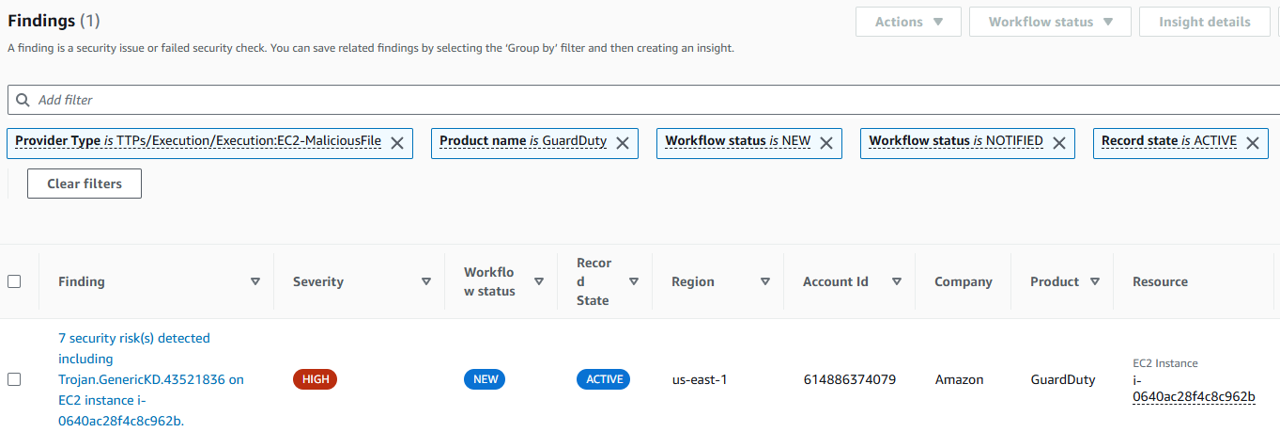 Findings (1)
Actions
Workflow status
Insight details
A finding is a security issue or failed security check. You can save related findings by selecting the ‘Group by’ filter and then creating an insight.
Add filter
Provider Type is TTPs/Execution/Execution:EC2-MaliciousFile
Product name is GuardDuty
Workflow status is NEW
Workflow status is NOTIFIED
Record state is ACTIVE
Clear filters
Finding
Severity
Workflo
w status
Recor
d
State
Region
Account Id
Company
Product
Resource
7 security risk(s) detected
including
Trojan.GenericKD.43521836 on
EC2 instance i-
0640ac28f4c8c962b.
HIGH
NEW
ACTIVE
us-east-1
614886374079
Amazon
GuardDuty
EC2 Instance
i-
0640ac28f4c8c962b